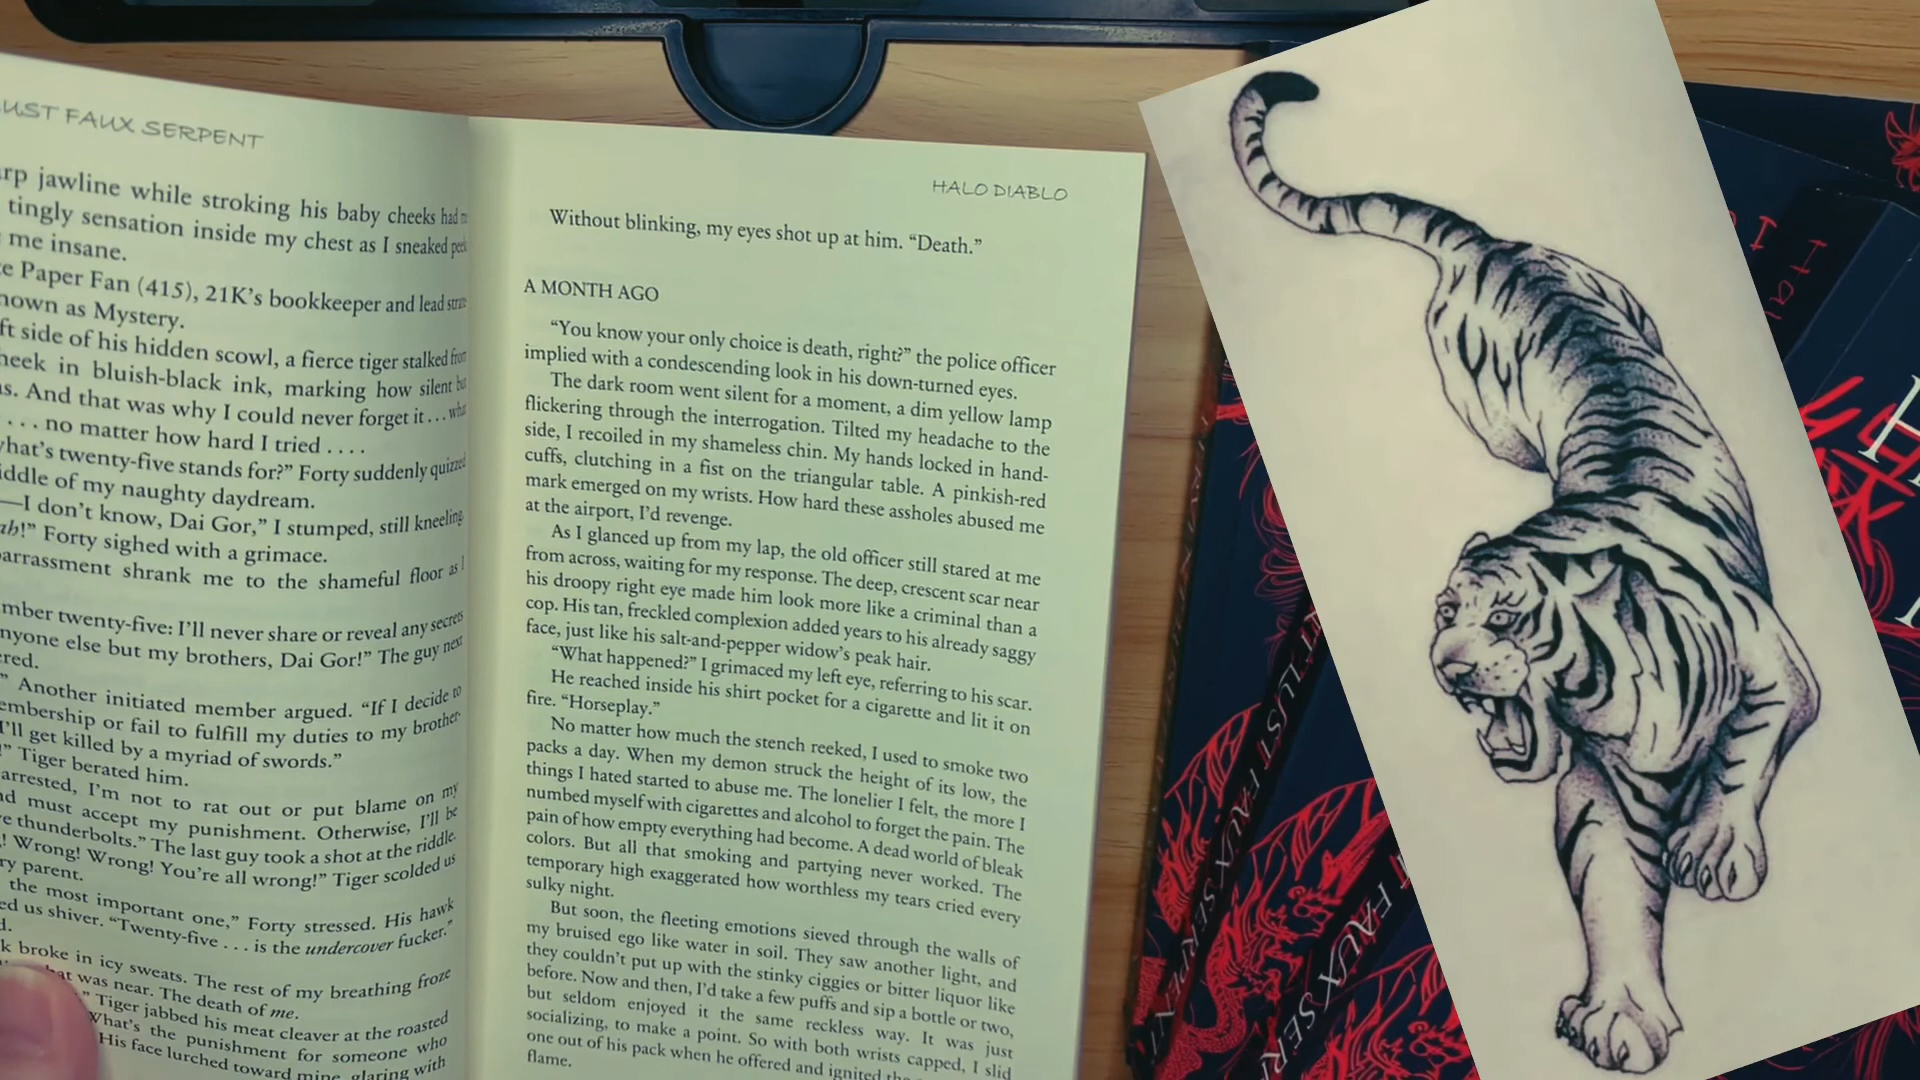 UST FAUX SERPENT
rp jawline while stroking his baby cheeks had
tingly sensation inside my chest as I sneaked
me insane.
e Paper Fan (415), 21K's bookkeeper and lead
nown as Mystery.
ft side of his hidden scowl, a fierce tiger stalked from
heek in bluish-black ink, marking how silent but
s. And that was why I could never forget it . . . what
. . . no matter how hard I tried . . . .
what's twenty-five stands for?” Forty suddenly quizzed
iddle of my naughty daydream.
—I don't know, Dai Gor,” I stumped, still kneeling.
ah!” Forty sighed with a grimace.
barrassment shrank me to the shameful floor as I
mber twenty-five: I'll never share or reveal any secrets
nyone else but my brothers, Dai Gor!” The guy next
red.
” Another initiated member argued. “If I decide to
embership or fail to fulfill my duties to my brother-
I'll get killed by a myriad of swords.”
!” Tiger berated him.
arrested, I'm not to rat out or put blame on my
nd must accept my punishment. Otherwise, I'll be
e thunderbolts.” The last guy took a shot at the riddle.
! Wrong! Wrong! You're all wrong!” Tiger scolded us
ry parent.
the most important one,” Forty stressed. His hawk
ed us shiver. “Twenty-five . . . is the undercover fucker.”
d.
k broke in icy sweats. The rest of my breathing froze
hat was near. The death of me.
” Tiger jabbed his meat cleaver at the roasted
What's the punishment for someone who
His face lurched toward mine, glaring with
HALO DIABLO
Without blinking, my eyes shot up at him. “Death.”
A MONTH AGO
“You know your only choice is death, right?” the police officer
implied with a condescending look in his down-turned eyes.
The dark room went silent for a moment, a dim yellow lamp
flickering through the interrogation. Tilted my headache to the
side, I recoiled in my shameless chin. My hands locked in hand-
cuffs, clutching in a fist on the triangular table. A pinkish-red
mark emerged on my wrists. How hard these assholes abused me
at the airport, I'd revenge.
As I glanced up from my lap, the old officer still stared at me
from across, waiting for my response. The deep, crescent scar near
his droopy right eye made him look more like a criminal than a
cop. His tan, freckled complexion added years to his already saggy
face, just like his salt-and-pepper widow's peak hair.
“What happened?” I grimaced my left eye, referring to his scar.
He reached inside his shirt pocket for a cigarette and lit it on
fire. “Horseplay.”
No matter how much the stench reeked, I used to smoke two
packs a day. When my demon struck the height of its low, the
things I hated started to abuse me. The lonelier I felt, the more I
numbed myself with cigarettes and alcohol to forget the pain. The
pain of how empty everything had become. A dead world of bleak
colors. But all that smoking and partying never worked. The
temporary high exaggerated how worthless my tears cried every
sulky night.
But soon, the fleeting emotions sieved through the walls of
my bruised ego like water in soil. They saw another light, and
they couldn't put up with the stinky ciggies or bitter liquor like
before. Now and then, I'd take a few puffs and sip a bottle or two,
but seldom enjoyed it the same reckless way. It was just
socializing, to make a point. So with both wrists capped, I slid
one out of his pack when he offered and ignited the
flame.
UST FAUX SERPENT
FAUX SER